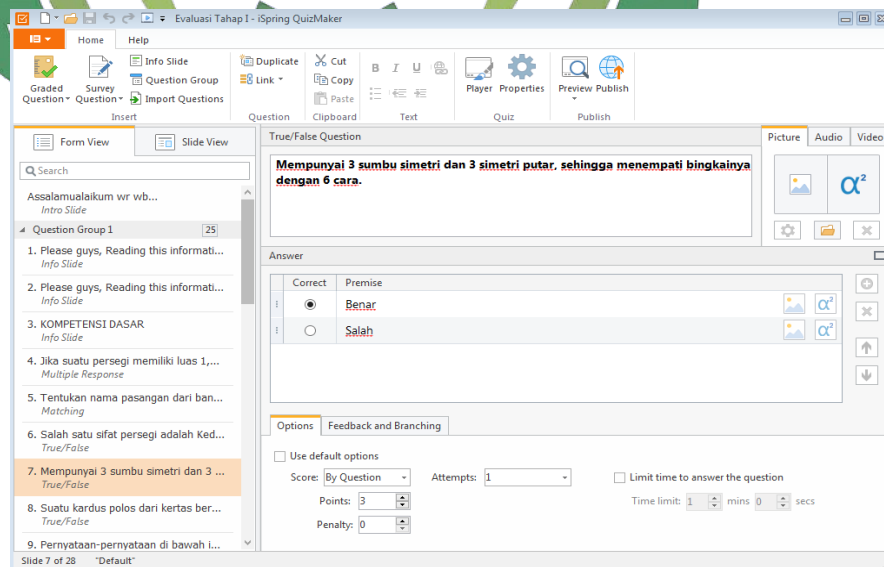 Evaluasi Tahap I - iSpring QuizMaker
Home Help
Graded Question
Survey Question
Info Slide
Question Group
Import Questions
Insert
Duplicate
Link
Question
Cut
Copy
Paste
Clipboard
B I U
Text
Player Properties
Quiz
Preview Publish
Publish
Form View Slide View
Search
Assalamualaikum wr wb...
Intro Slide
Question Group 1 25
1. Please guys, Reading this informati...
Info Slide
2. Please guys, Reading this informati...
Info Slide
3. KOMPETENSI DASAR
Info Slide
4. Jika suatu persegi memiliki luas 1,...
Multiple Response
5. Tentukan nama pasangan dari ban...
Matching
6. Salah satu sifat persegi adalah Ked...
True/False
7. Mempunyai 3 sumbu simetri dan 3 ...
True/False
8. Suatu kardus polos dari kertas ber...
True/False
9. Pernyataan-pernyataan di bawah i...
True/False Question
Mempunyai 3 sumbu simetri dan 3 simetri putar, sehingga menempati bingkainya
dengan 6 cara.
Picture Audio Video
α²
Answer
Correct Premise
Benar α²
Salah α²
Options Feedback and Branching
Use default options
Score: By Question Attempts: 1 Limit time to answer the question
Points: 3 Time limit: 1 mins 0 secs
Penalty: 0
Slide 7 of 28 "Default"